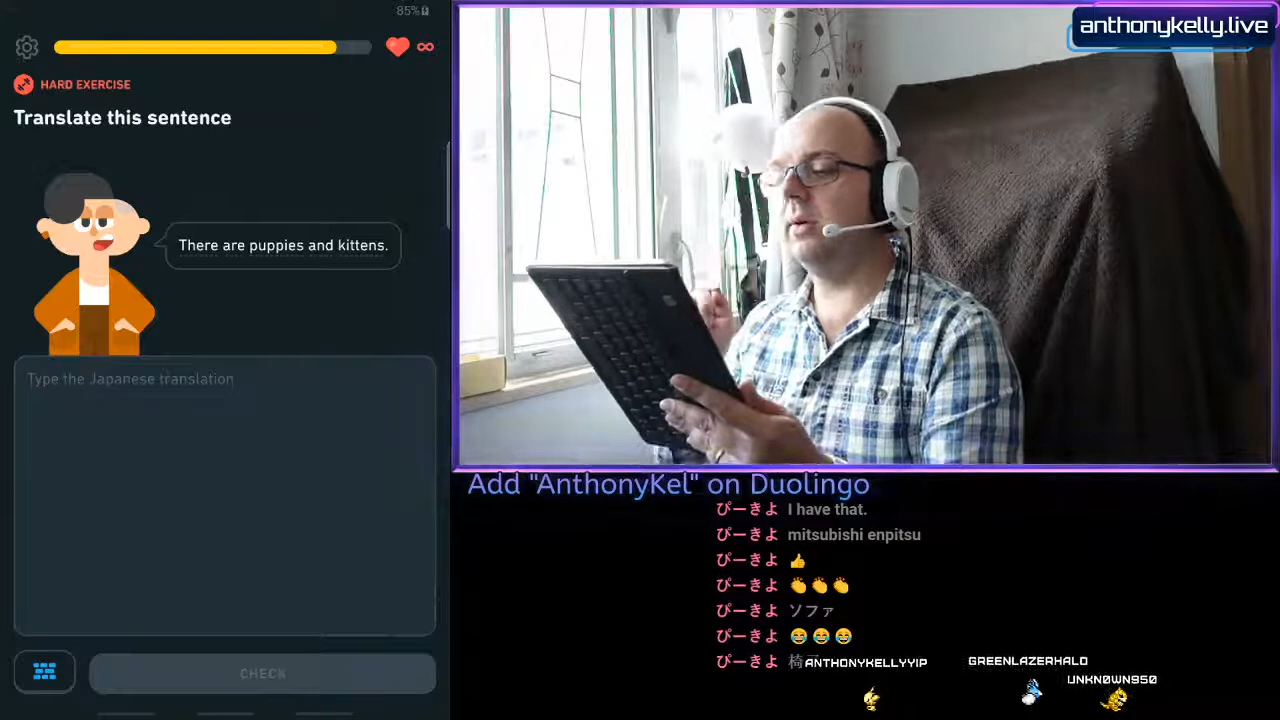 85%
HARD EXERCISE
Translate this sentence
There are puppies and kittens.
Type the Japanese translation
CHECK
anthonykelly.live
Add "AnthonyKel" on Duolingo
ぴーきよ I have that.
ぴーきよ mitsubishi enpitsu
ぴーきよ 👍
ぴーきよ 👏👏👏
ぴーきよ ソファ
ぴーきよ 😂😂😂
ぴーきよ 椅
ANTHONYKELLYYIP
GREENLAZERHALO
UNKN0WN950